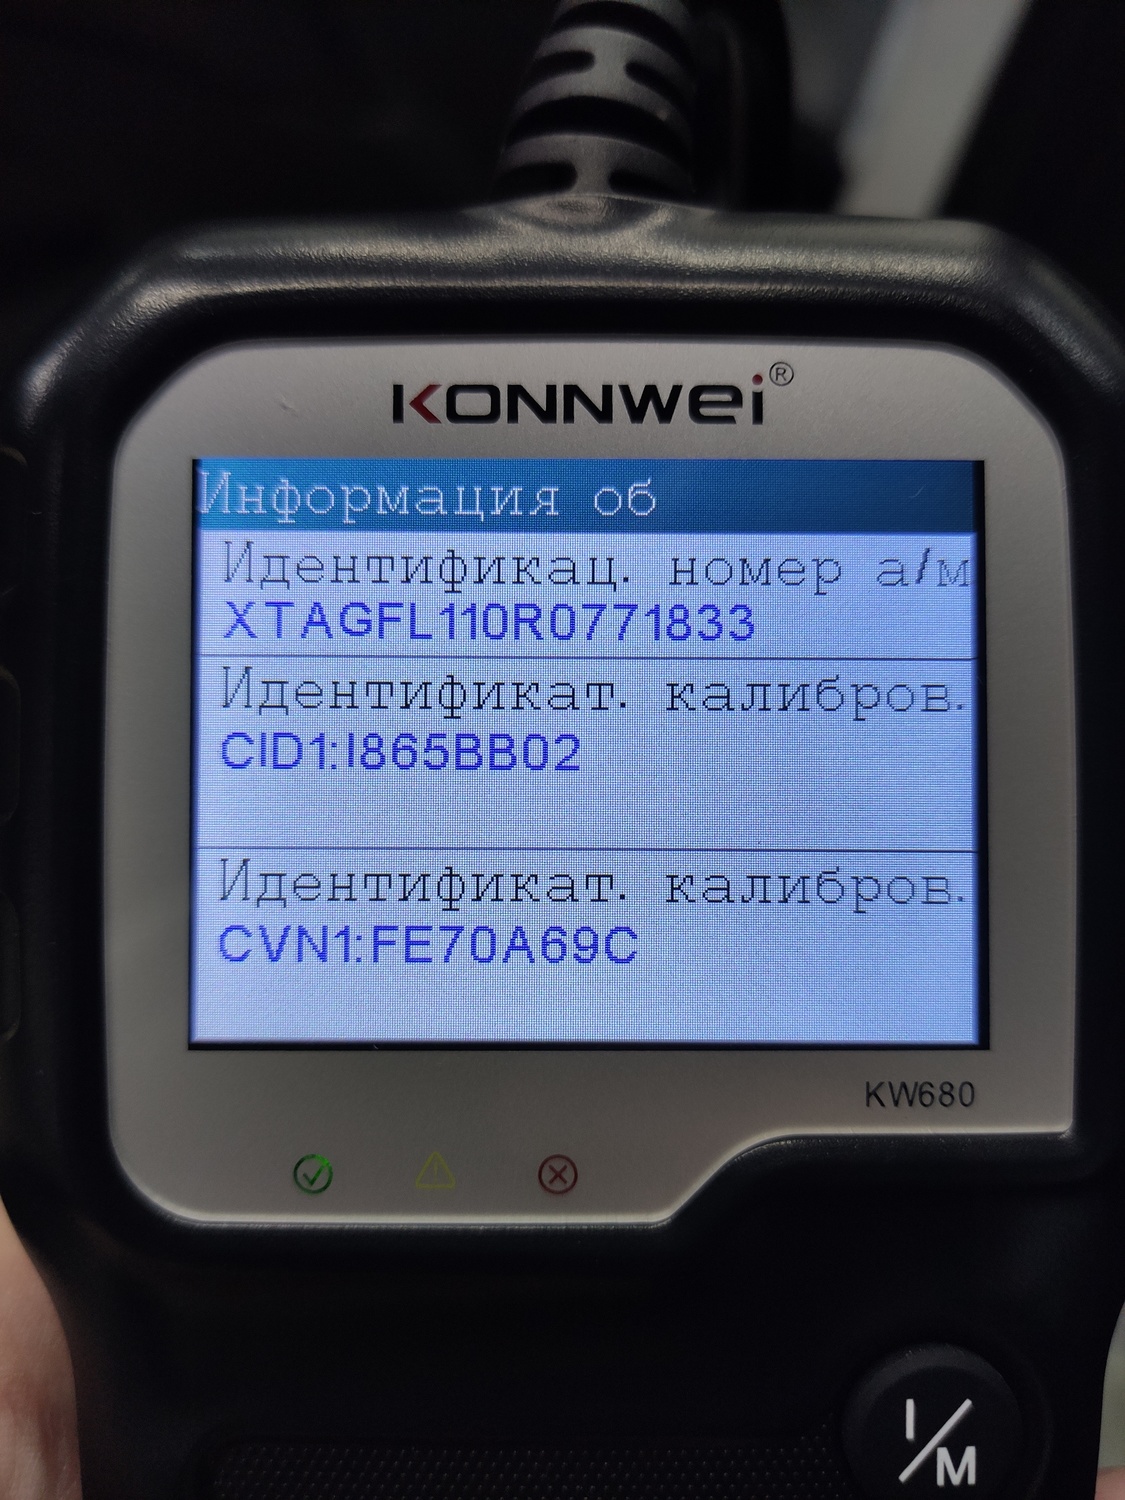 KONNWEI®
Информация об
Идентификац. номер а/м
XTAGFL110R0771833
Идентификат. калибров.
CID1:I865BB02
Идентификат. калибров.
CVN1:FE70A69C
KW680
I/M